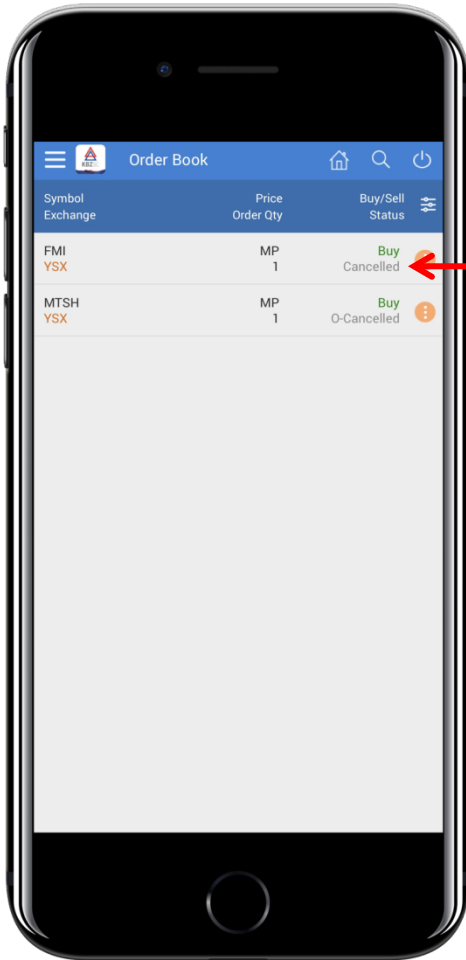 KBZ
Order Book
Symbol Price Buy/Sell
Exchange Order Qty Status
FMI MP Buy
YSX 1 Cancelled
MTSH MP Buy
YSX 1 O-Cancelled